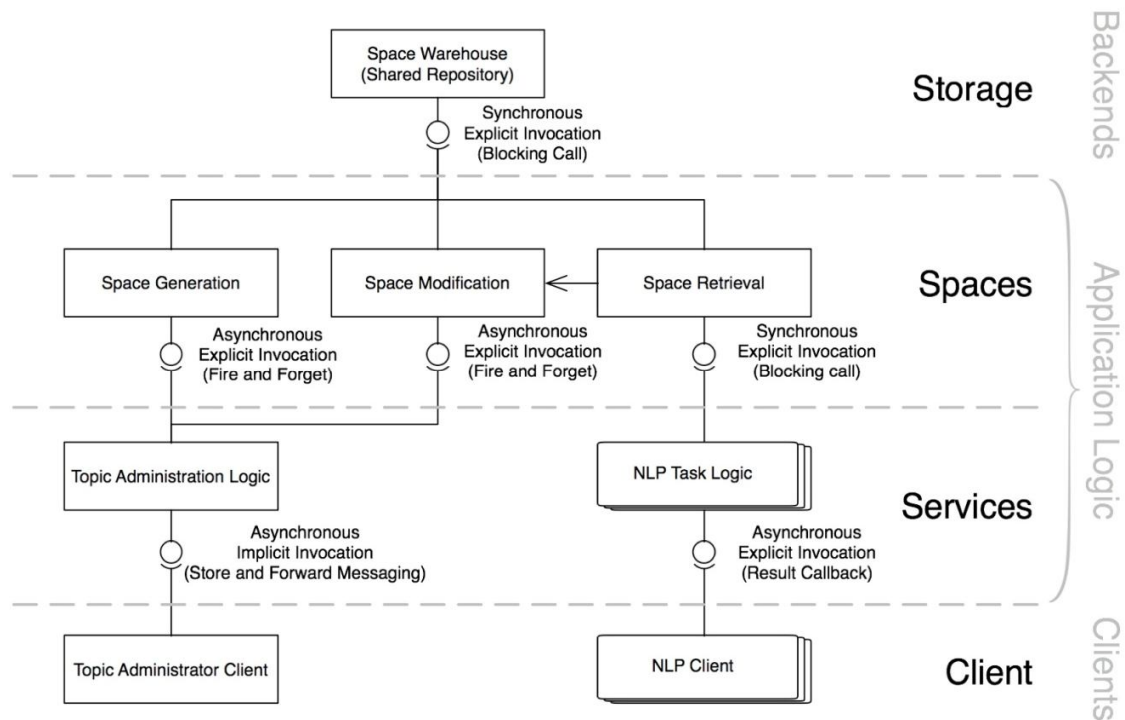 Space Warehouse
(Shared Repository)
Storage
Backends
Synchronous
Explicit Invocation
(Blocking Call)
Space Generation
Space Modification
Space Retrieval
Spaces
Application Logic
Asynchronous
Explicit Invocation
(Fire and Forget)
Asynchronous
Explicit Invocation
(Fire and Forget)
Synchronous
Explicit Invocation
(Blocking call)
Topic Administration Logic
NLP Task Logic
Services
Asynchronous
Implicit Invocation
(Store and Forward Messaging)
Asynchronous
Explicit Invocation
(Result Callback)
Topic Administrator Client
NLP Client
Client
Clients